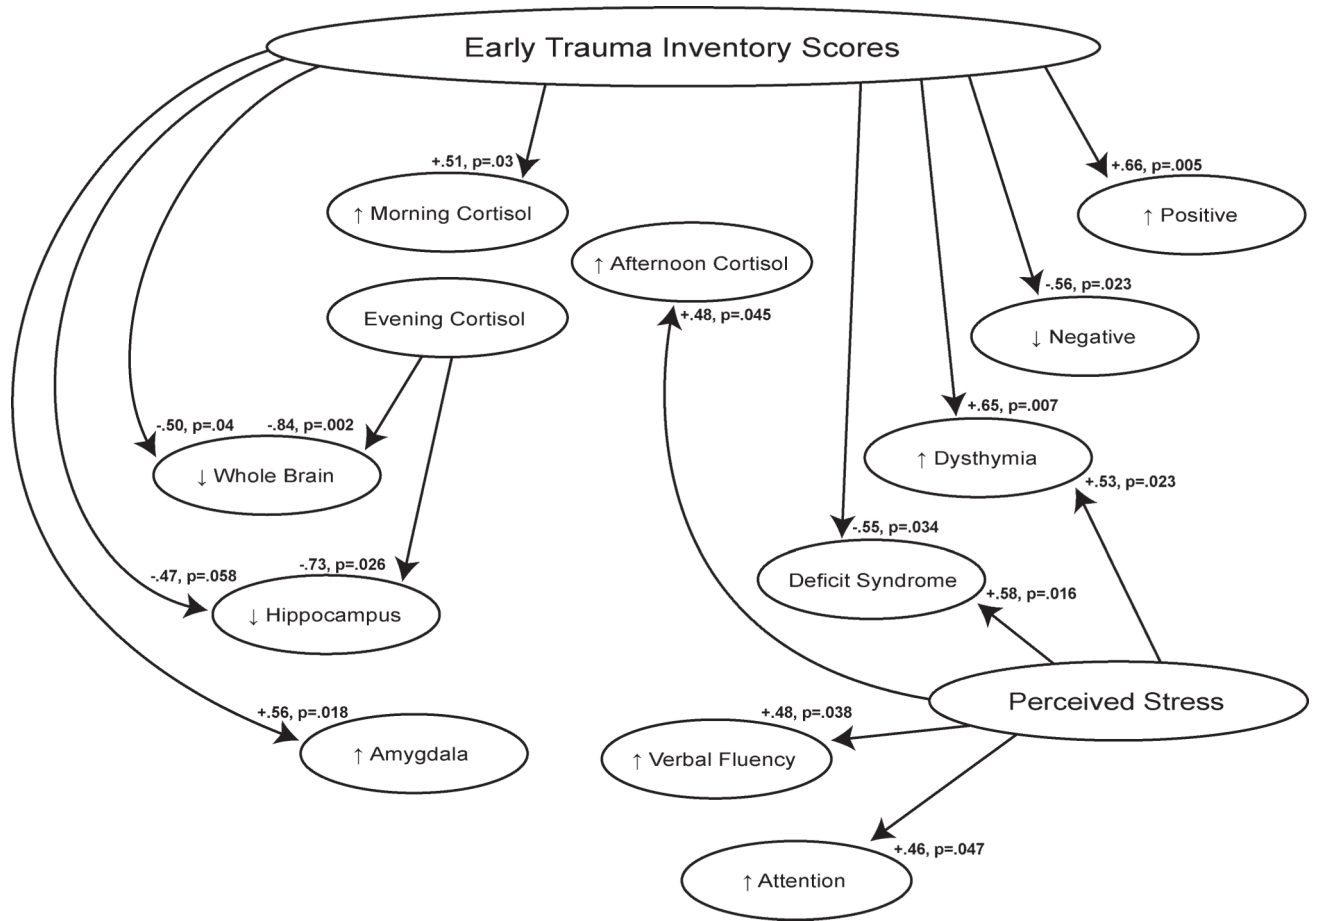 Early Trauma Inventory Scores
+.51, p=.03
+.66, p=.005
↑ Morning Cortisol
↑ Positive
↑ Afternoon Cortisol
-.56, p=.023
Evening Cortisol
+.48, p=.045
↓ Negative
+.65, p=.007
-.50, p=.04
-.84, p=.002
↑ Dysthymia
↓ Whole Brain
+.53, p=.023
-.55, p=.034
-.73, p=.026
-.47, p=.058
Deficit Syndrome
+.58, p=.016
↓ Hippocampus
Perceived Stress
+.56, p=.018
+.48, p=.038
↑ Amygdala
↑ Verbal Fluency
+.46, p=.047
↑ Attention